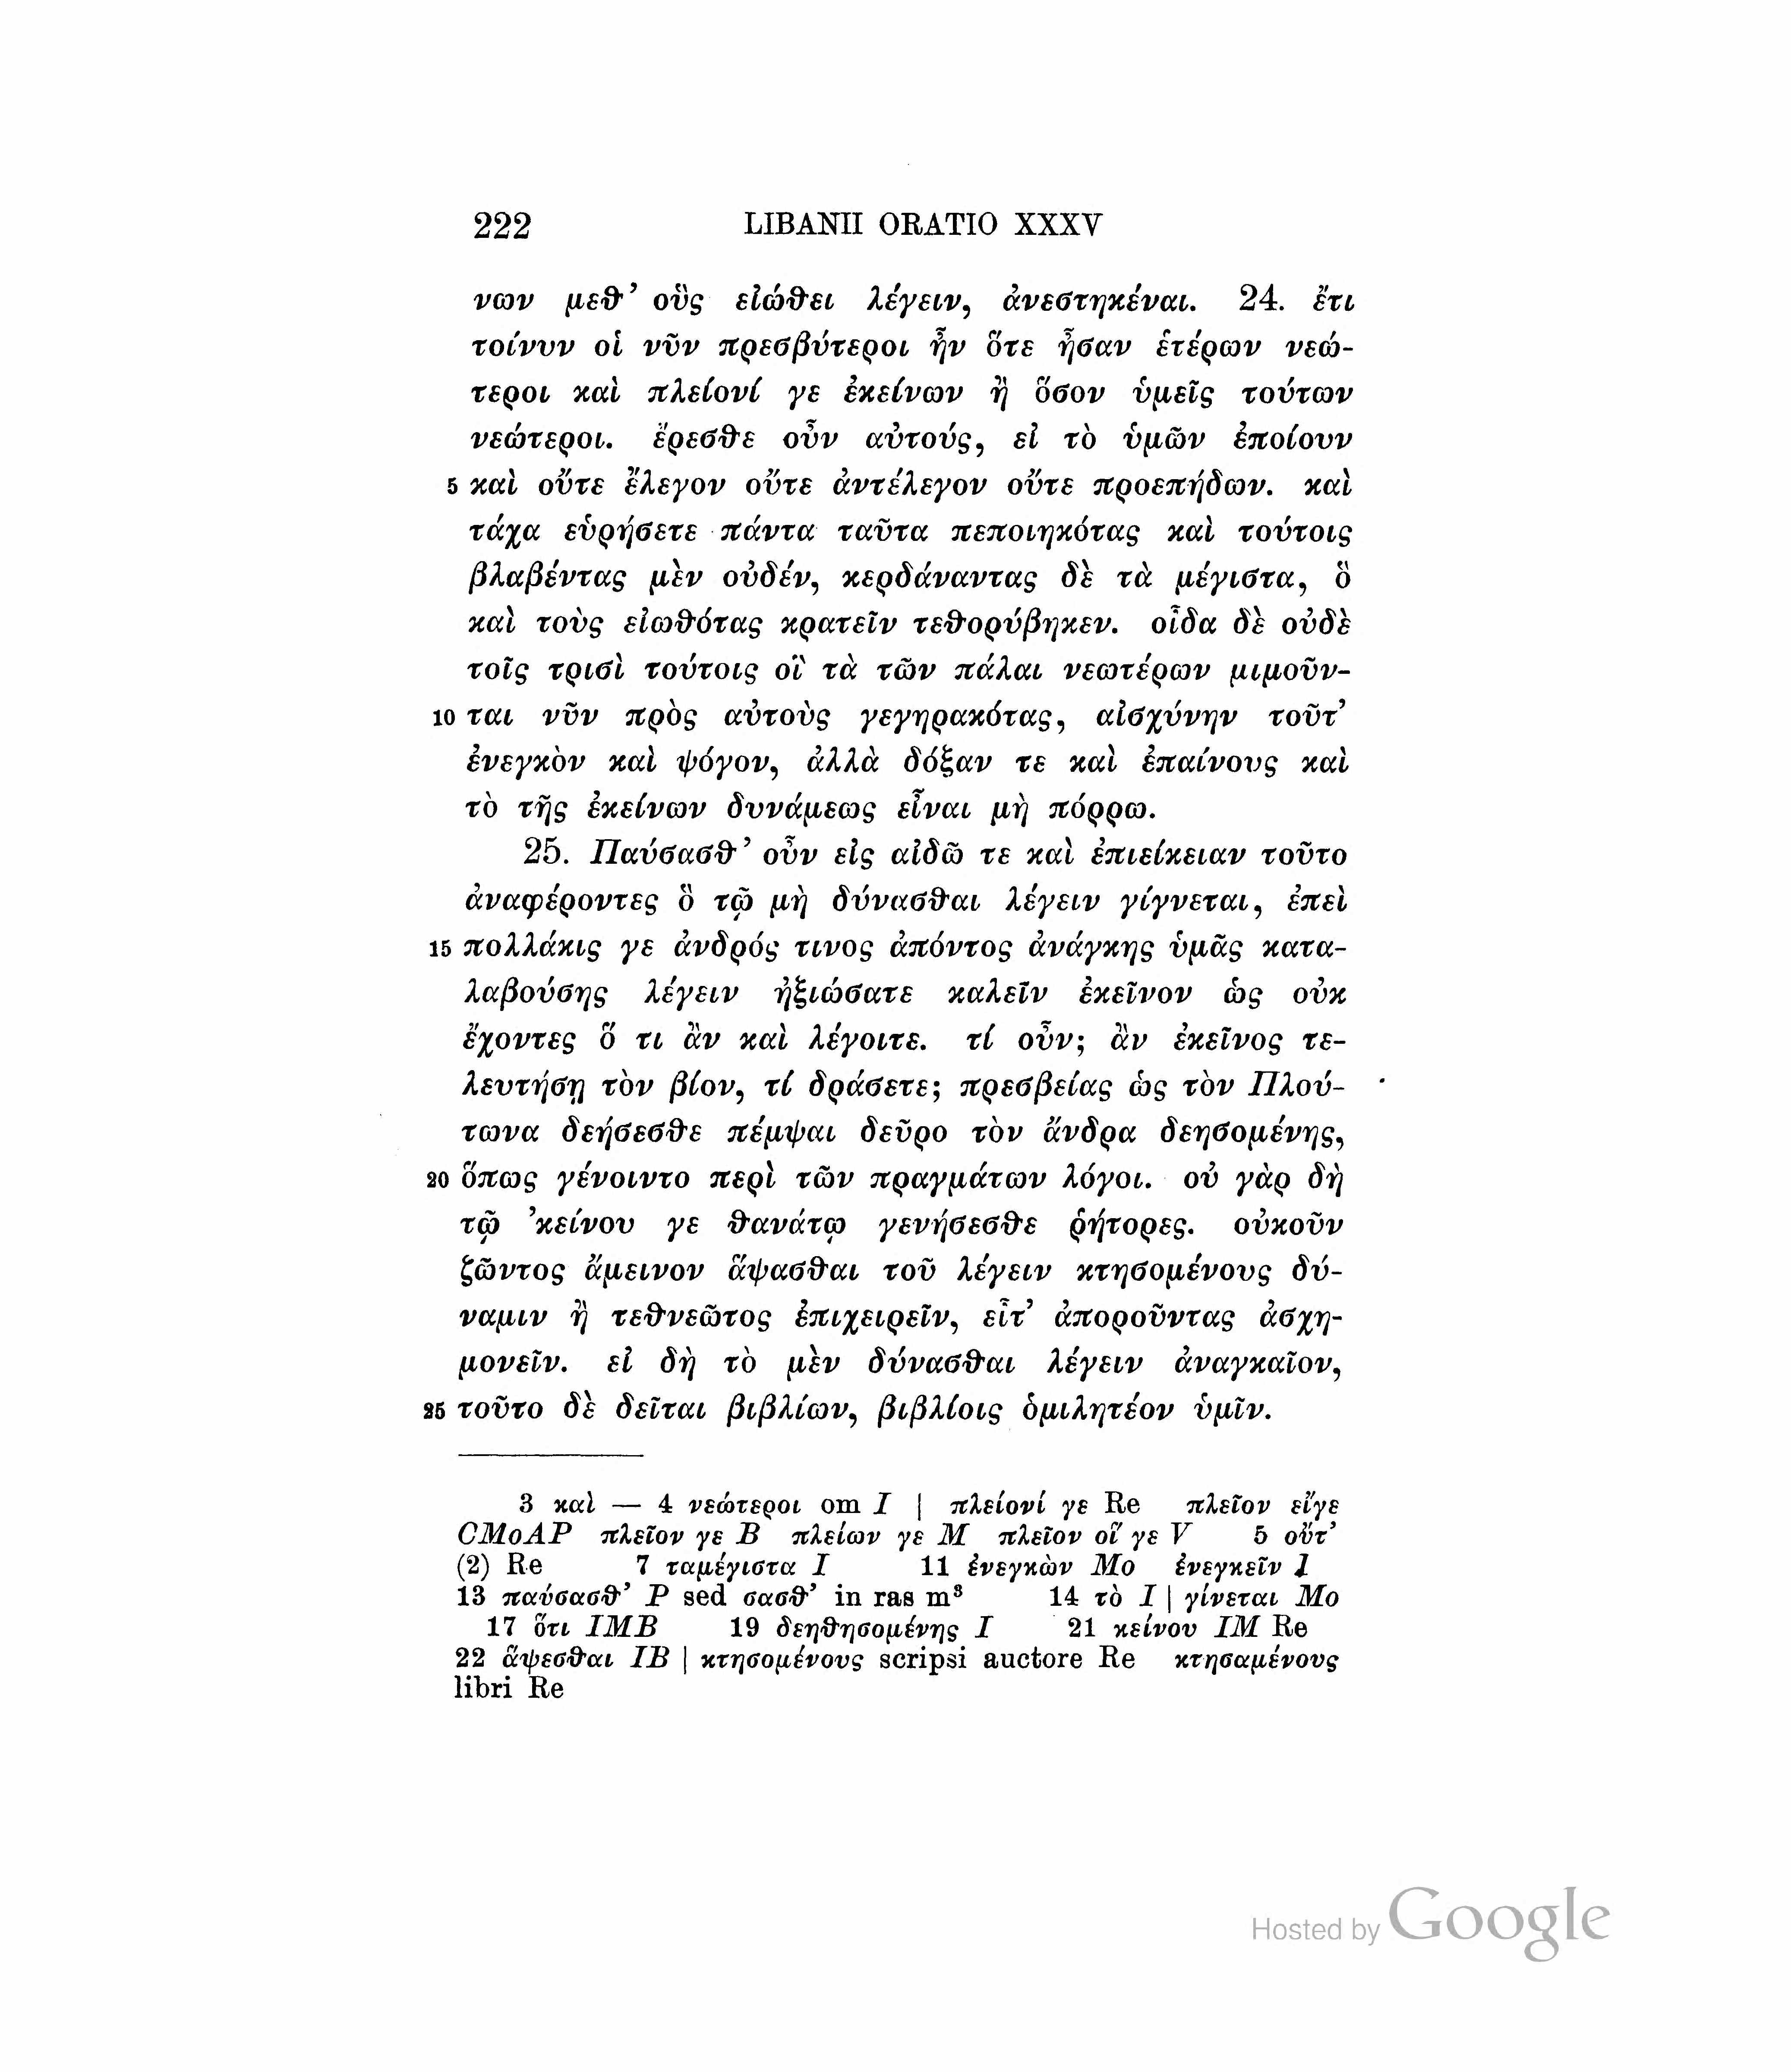 222 LIBANII ORATIO XXXV
νων μεθ’ οὓς εἰώθει λέγειν, ἀνεστηκέναι. 24. ἔτι
τοίνυν οἱ νῦν πρεσβύτεροι ἦν ὅτε ἦσαν ἑτέρων νεώ-
τεροι καὶ πλείονί γε ἐκείνων ἢ ὅσον ὑμεῖς τούτων
νεώτεροι. ἔρεσθε οὖν αὐτούς, εἰ τὸ ὑμῶν ἐποίουν
5 καὶ οὔτε ἔλεγον οὔτε ἀντέλεγον οὔτε προεπήδων. καὶ
τάχα εὑρήσετε πάντα ταῦτα πεποιηκότας καὶ τούτοις
βλαβέντας μὲν οὐδέν, κερδάναντας δὲ τὰ μέγιστα, ὃ
καὶ τοὺς εἰωθότας κρατεῖν τεθορύβηκεν. οἶδα δὲ οὐδὲ
τοῖς τρισὶ τούτοις οἳ τὰ τῶν πάλαι νεωτέρων μιμοῦν-
10 ται νῦν πρὸς αὐτοὺς γεγηρακότας, αἰσχύνην τοῦτ’
ἐνεγκὸν καὶ ψόγον, ἀλλὰ δόξαν τε καὶ ἐπαίνους καὶ
τὸ τῆς ἐκείνων δυνάμεως εἶναι μὴ πόρρω.
25. Παύσασθ’ οὖν εἰς αἰδῶ τε καὶ ἐπιείκειαν τοῦτο
ἀναφέροντες ὃ τῷ μὴ δύνασθαι λέγειν γίγνεται, ἐπεὶ
15 πολλάκις γε ἀνδρός τινος ἀπόντος ἀνάγκης ὑμᾶς κατα-
λαβούσης λέγειν ἠξιώσατε καλεῖν ἐκεῖνον ὡς οὐκ
ἔχοντες ὅ τι ἂν καὶ λέγοιτε. τί οὖν; ἂν ἐκεῖνος τε-
λευτήσῃ τὸν βίον, τί δράσετε; πρεσβείας ὡς τὸν Πλού-
τωνα δεήσεσθε πέμψαι δεῦρο τὸν ἄνδρα δεησομένης,
20 ὅπως γένοιντο περὶ τῶν πραγμάτων λόγοι. οὐ γὰρ δὴ
τῷ ’κείνου γε θανάτῳ γενήσεσθε ῥήτορες. οὐκοῦν
ζῶντος ἄμεινον ἅψασθαι τοῦ λέγειν κτησομένους δύ-
ναμιν ἢ τεθνεῶτος ἐπιχειρεῖν, εἶτ’ ἀποροῦντας ἀσχη-
μονεῖν. εἰ δὴ τὸ μὲν δύνασθαι λέγειν ἀναγκαῖον,
25 τοῦτο δὲ δεῖται βιβλίων, βιβλίοις ὁμιλητέον ὑμῖν.
3 καὶ — 4 νεώτεροι om I | πλείονί γε Re πλεῖον εἴγε
CMoAP πλεῖον γε B πλείων γε M πλεῖον οἵ γε V 5 οὔτ’
(2) Re 7 ταμέγιστα I 11 ἐνεγκὼν Mo ἐνεγκεῖν I
13 παύσασθ’ P sed σασθ’ in ras m³ 14 τὸ I | γίνεται Mo
17 ὅτι IMB 19 δεηθησομένης I 21 κείνου IM Re
22 ἅψεσθαι IB | κτησομένους scripsi auctore Re κτησαμένους
libri Re
Hosted by Google